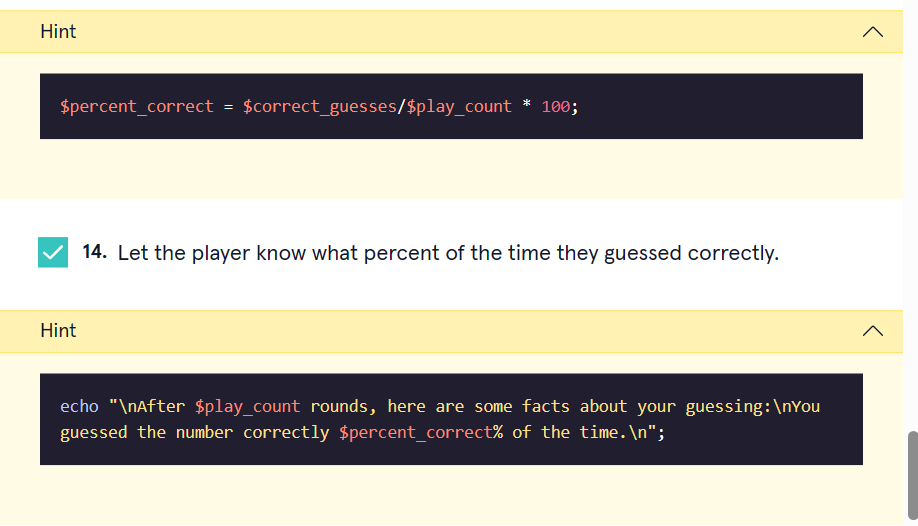 Hint
$percent_correct = $correct_guesses/$play_count * 100;
14. Let the player know what percent of the time they guessed correctly.
Hint
echo "\nAfter $play_count rounds, here are some facts about your guessing:\nYou
guessed the number correctly $percent_correct% of the time.\n";